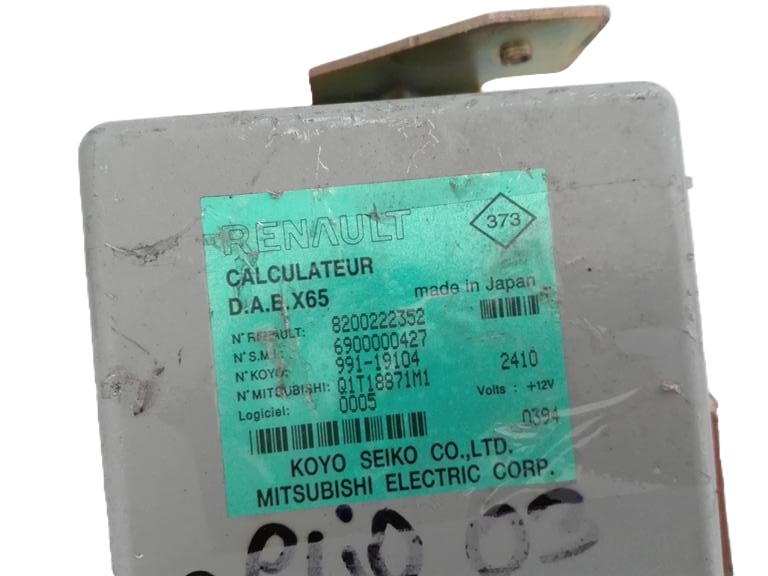 RENAULT
373
CALCULATEUR
D.A.E.X65
made in Japan
N° RENAULT: 8200222352
N° S.M.I.: 6900000427
N° KOYO: 991-19104
2410
N° MITSUBISHI: Q1T18871M1
Volts : +12V
Logiciel: 0005
0394
KOYO SEIKO CO.,LTD.
MITSUBISHI ELECTRIC CORP.
03